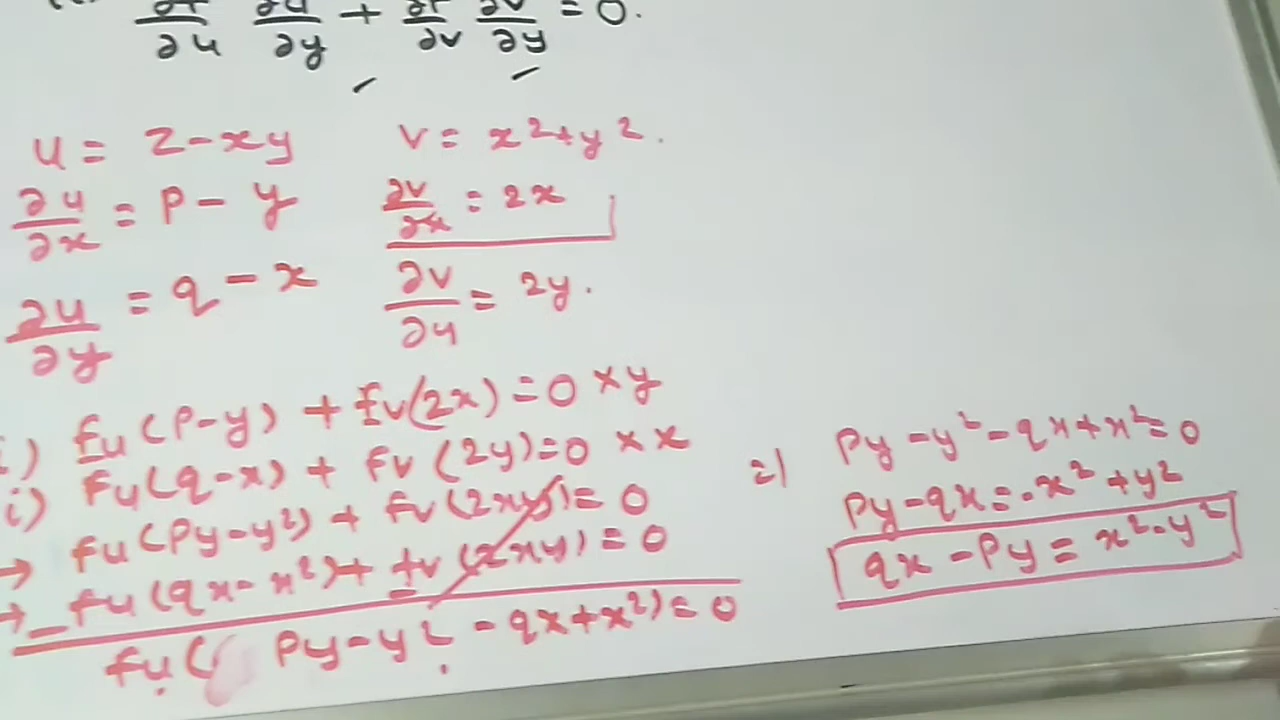 ∂u ∂y + ∂v ∂y = 0.
u = z - xy
v = x² + y².
∂u/∂x = p - y
∂v/∂x = 2x
∂u/∂y = q - x
∂v/∂y = 2y.
i) fu (p-y) + fv(2x) = 0 × y
i) fu(q-x) + fv (2y)=0 × x
→ fu (py-y²) + fv (2xy) = 0
→ - fu (qx-x²) + fv (2xy) = 0
fu ( py - y² - qx + x²) = 0
=) py - y² - qx + x² = 0
py - qx = -x² + y²
qx - py = x² - y²